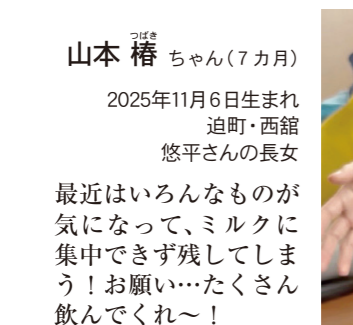 つばき
山本 椿 ちゃん(7カ月)
2025年11月6日生まれ
迫町・西舘
悠平さんの長女
最近はいろんなものが
気になって、ミルクに
集中できず残してしま
う！お願い…たくさん
飲んでくれ～！